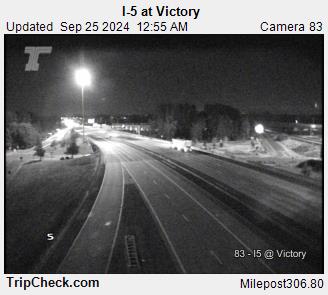 I-5 at Victory
Updated Sep 25 2024 12:55 AM Camera 83
T
S
83 - I5 @ Victory
TripCheck.com Milepost306.80